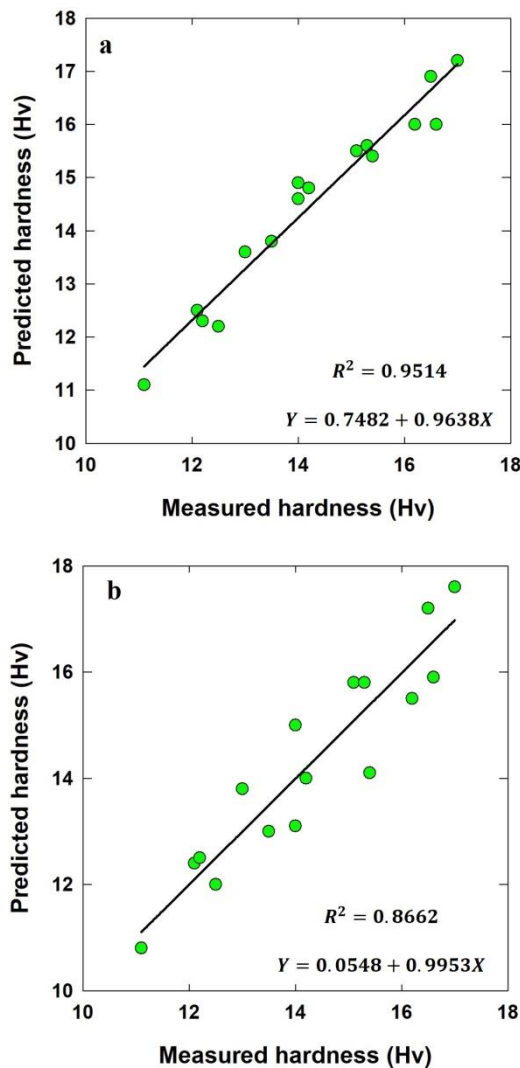 a
18
17
16
15
14
13
12
11
10
Predicted hardness (Hv)
R² = 0.9514
Y = 0.7482 + 0.9638X
10 12 14 16 18
Measured hardness (Hv)
b
18
16
14
12
10
Predicted hardness (Hv)
R² = 0.8662
Y = 0.0548 + 0.9953X
10 12 14 16 18
Measured hardness (Hv)